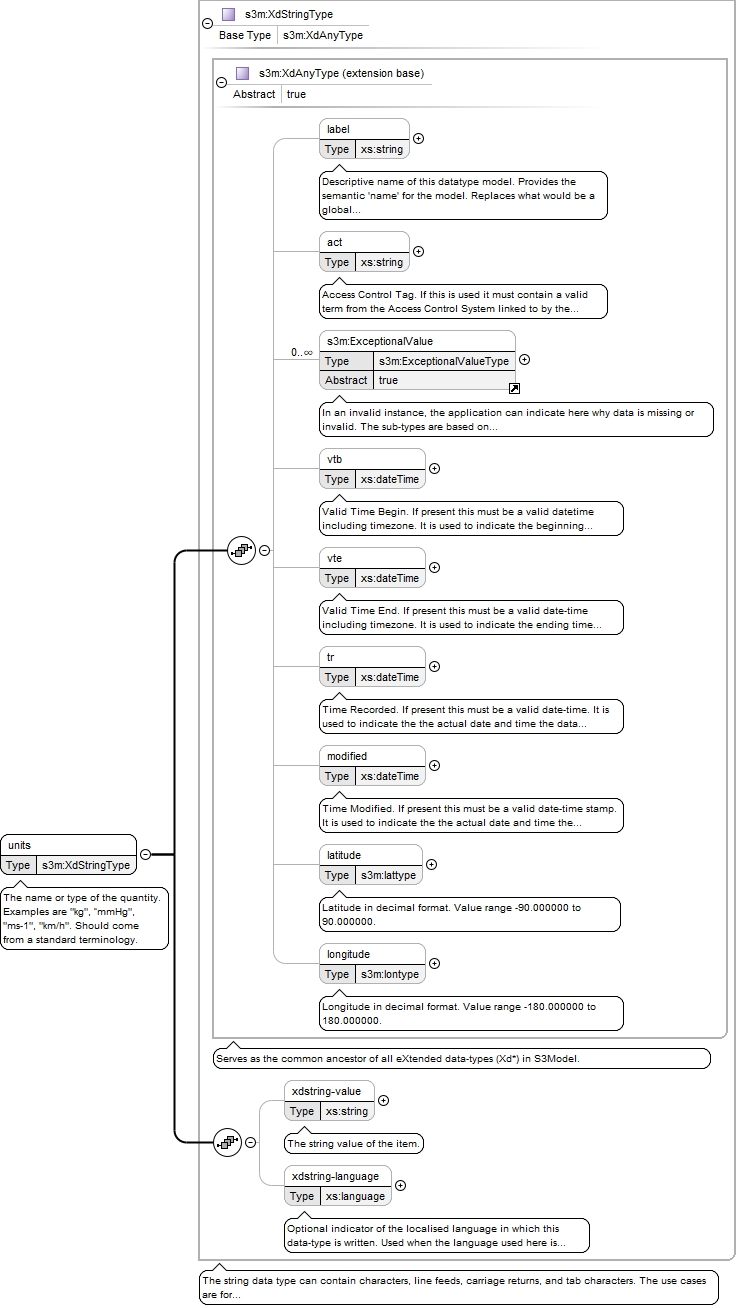 s3m:XdStringType
Base Type s3m:XdAnyType
s3m:XdAnyType (extension base)
Abstract true
label
Type xs:string
Descriptive name of this datatype model. Provides the
semantic 'name' for the model. Replaces what would be a
global...
act
Type xs:string
Access Control Tag. If this is used it must contain a valid
term from the Access Control System linked to by the...
0..∞
s3m:ExceptionalValue
Type s3m:ExceptionalValueType
Abstract true
In an invalid instance, the application can indicate here why data is missing or
invalid. The sub-types are based on...
vtb
Type xs:dateTime
Valid Time Begin. If present this must be a valid datetime
including timezone. It is used to indicate the beginning...
vte
Type xs:dateTime
Valid Time End. If present this must be a valid date-time
including timezone. It is used to indicate the ending time...
tr
Type xs:dateTime
Time Recorded. If present this must be a valid date-time. It is
used to indicate the the actual date and time the data...
modified
Type xs:dateTime
Time Modified. If present this must be a valid date-time stamp.
It is used to indicate the the actual date and time the...
latitude
Type s3m:lattype
Latitude in decimal format. Value range -90.000000 to
90.000000.
longitude
Type s3m:lontype
Longitude in decimal format. Value range -180.000000 to
180.000000.
units
Type s3m:XdStringType
The name or type of the quantity.
Examples are "kg", "mmHg",
"ms-1", "km/h". Should come
from a standard terminology.
Serves as the common ancestor of all eXtended data-types (Xd*) in S3Model.
xdstring-value
Type xs:string
The string value of the item.
xdstring-language
Type xs:language
Optional indicator of the localised language in which this
data-type is written. Used when the language used here is...
The string data type can contain characters, line feeds, carriage returns, and tab characters. The use cases
are for...